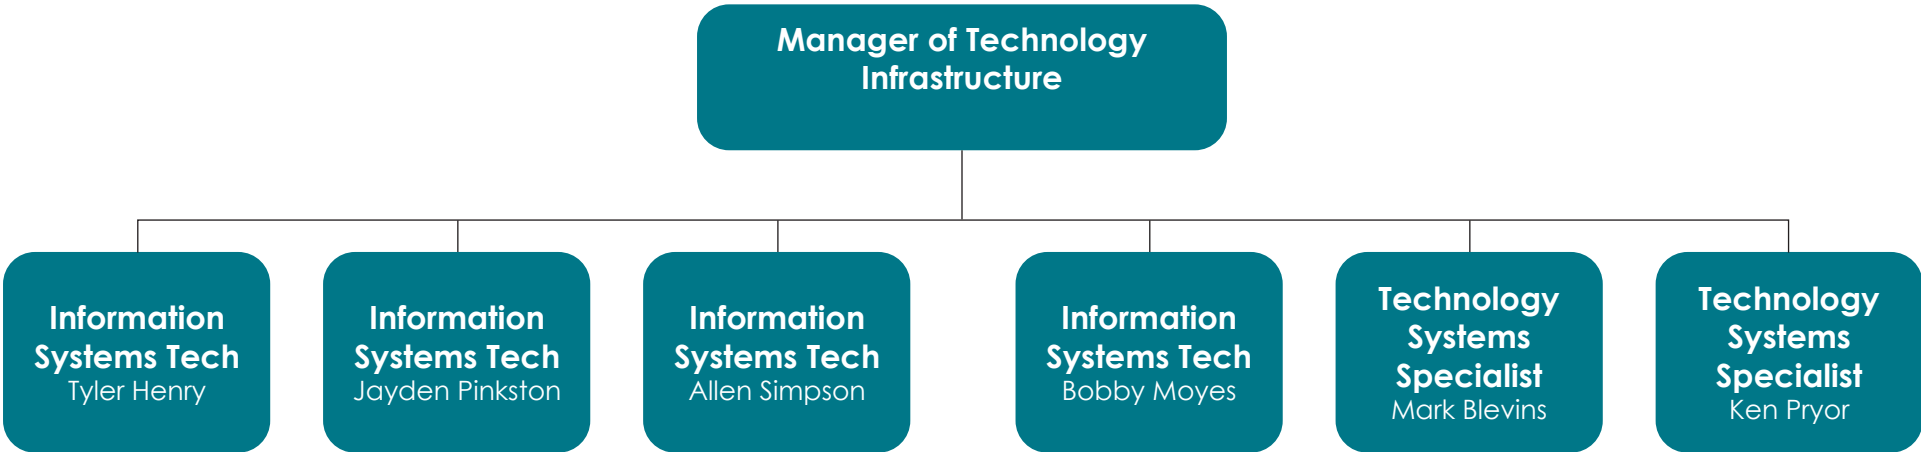 Manager of Technology
Infrastructure
Information
Systems Tech
Tyler Henry
Information
Systems Tech
Jayden Pinkston
Information
Systems Tech
Allen Simpson
Information
Systems Tech
Bobby Moyes
Technology
Systems
Specialist
Mark Blevins
Technology
Systems
Specialist
Ken Pryor